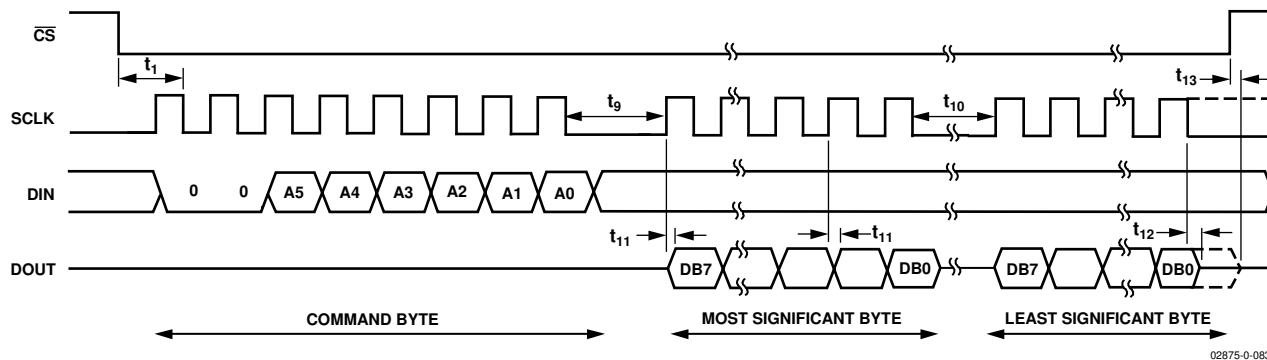 CS
t1
t13
SCLK
t9
t10
DIN
0 0 A5 A4 A3 A2 A1 A0
t11
t11
t12
DOUT
DB7 DB0 DB7 DB0
COMMAND BYTE MOST SIGNIFICANT BYTE LEAST SIGNIFICANT BYTE